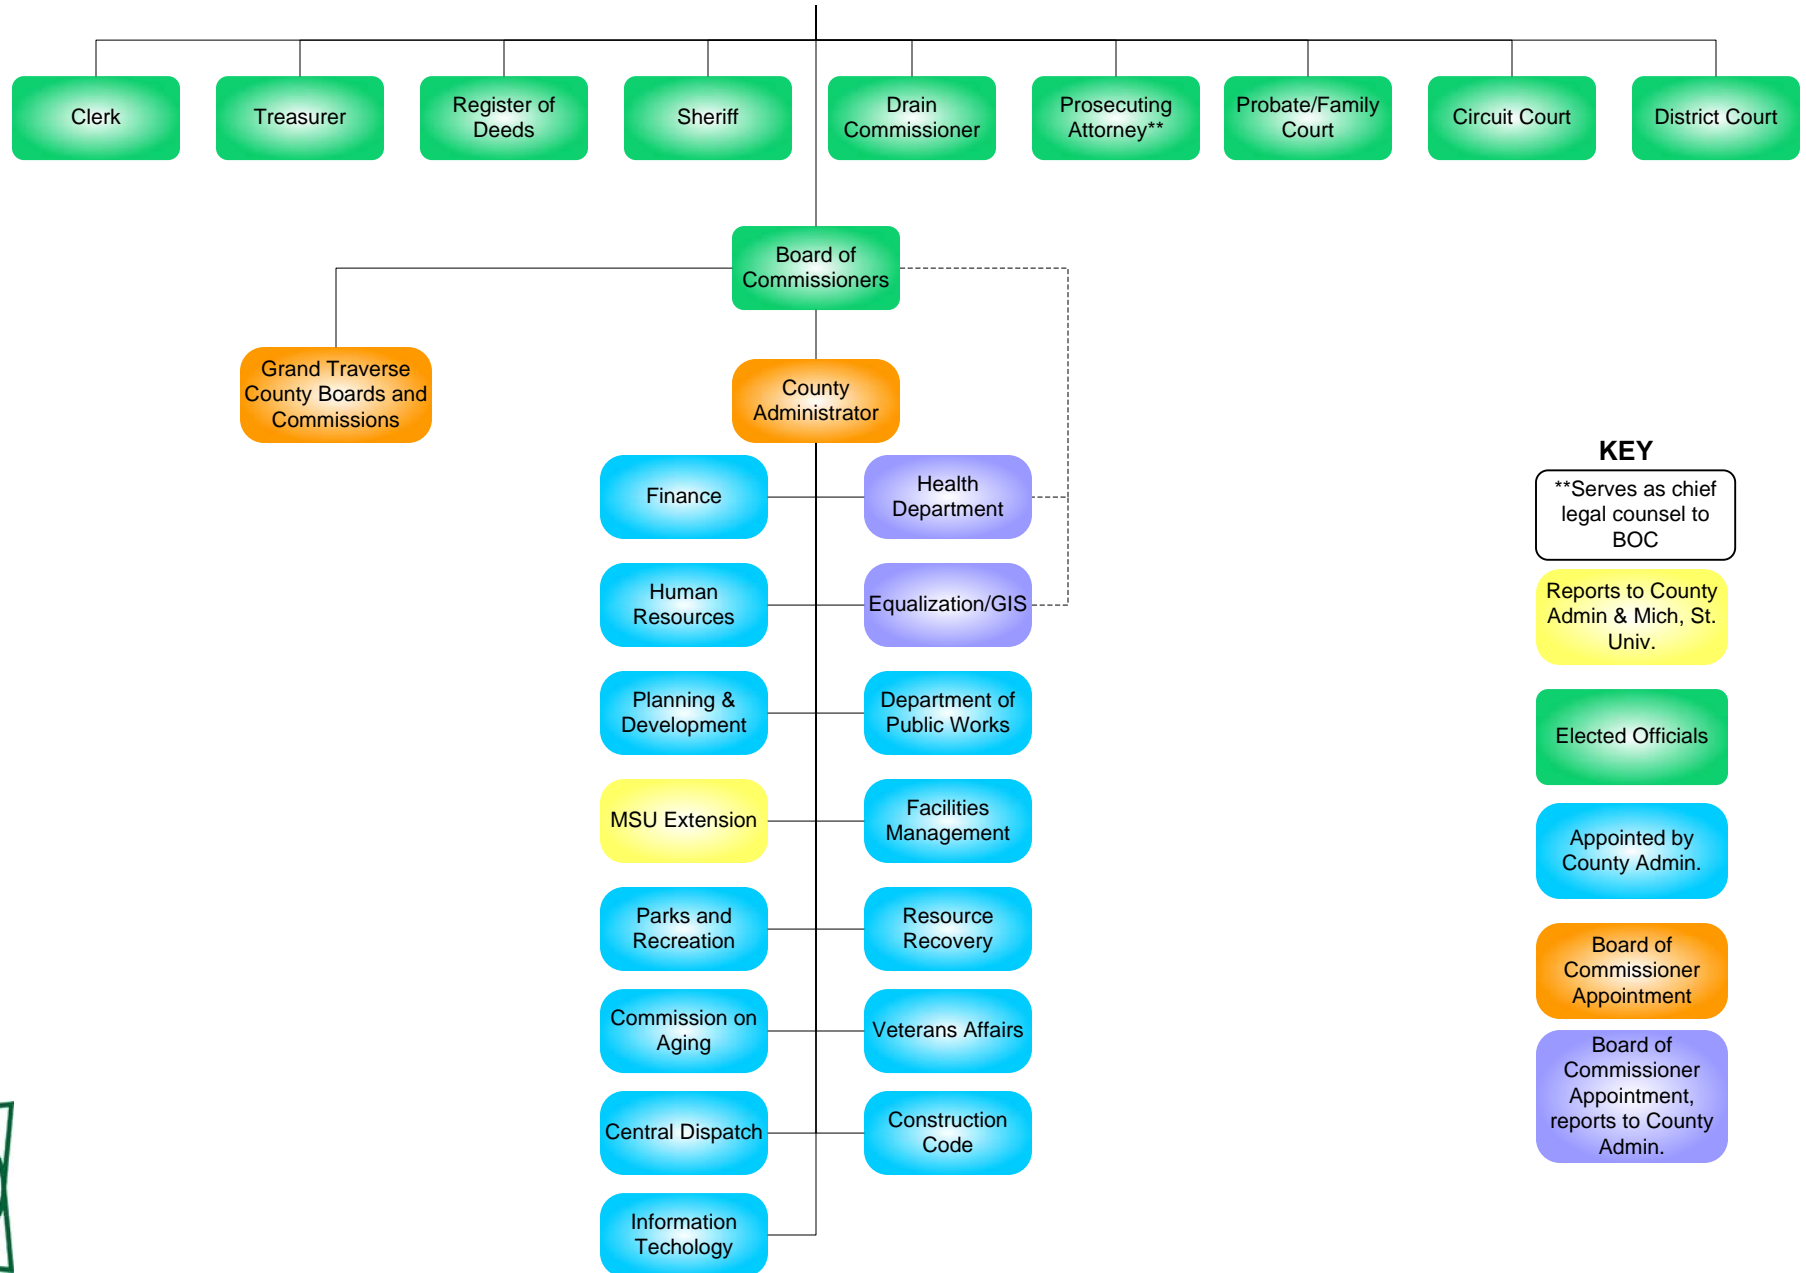 Clerk
Treasurer
Register of
Deeds
Sheriff
Drain
Commissioner
Prosecuting
Attorney**
Probate/Family
Court
Circuit Court
District Court
Board of
Commissioners
Grand Traverse
County Boards and
Commissions
County
Administrator
Finance
Health
Department
Human
Resources
Equalization/GIS
Planning &
Development
Department of
Public Works
MSU Extension
Facilities
Management
Parks and
Recreation
Resource
Recovery
Commission on
Aging
Veterans Affairs
Central Dispatch
Construction
Code
Information
Techology
KEY
**Serves as chief
legal counsel to
BOC
Reports to County
Admin & Mich, St.
Univ.
Elected Officials
Appointed by
County Admin.
Board of
Commissioner
Appointment
Board of
Commissioner
Appointment,
reports to County
Admin.